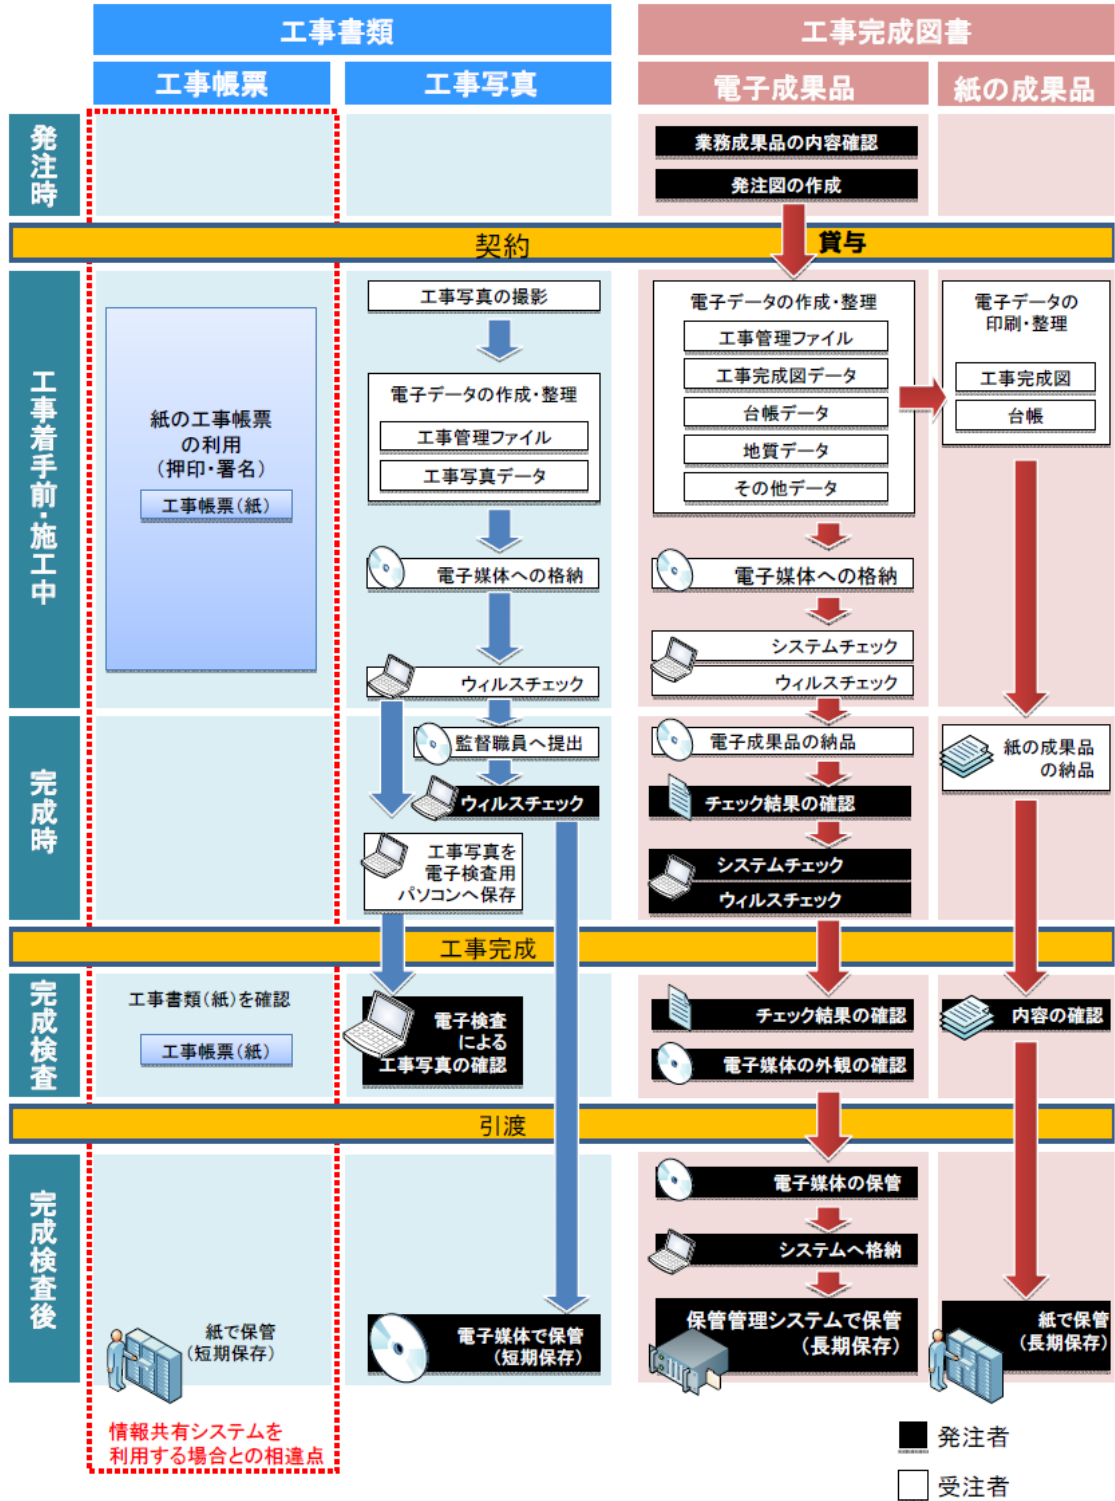 工事書類
工事完成図書
工事帳票
工事写真
電子成果品
紙の成果品
発注時
業務成果品の内容確認
発注図の作成
契約
貸与
工事着手前・施工中
紙の工事帳票
の利用
(押印・署名)
工事帳票(紙)
工事写真の撮影
電子データの作成・整理
工事管理ファイル
工事写真データ
電子媒体への格納
ウィルスチェック
電子データの作成・整理
工事管理ファイル
工事完成図データ
台帳データ
地質データ
その他データ
電子媒体への格納
システムチェック
ウィルスチェック
電子データの
印刷・整理
工事完成図
台帳
完成時
監督職員へ提出
ウィルスチェック
工事写真を
電子検査用
パソコンへ保存
電子成果品の納品
チェック結果の確認
システムチェック
ウィルスチェック
紙の成果品
の納品
工事完成
完成検査
工事書類(紙)を確認
工事帳票(紙)
電子検査
による
工事写真の確認
チェック結果の確認
電子媒体の外観の確認
内容の確認
引渡
完成検査後
紙で保管
(短期保存)
電子媒体で保管
(短期保存)
電子媒体の保管
システムへ格納
保管管理システムで保管
(長期保存)
紙で保管
(長期保存)
情報共有システムを
利用する場合との相違点
発注者
受注者